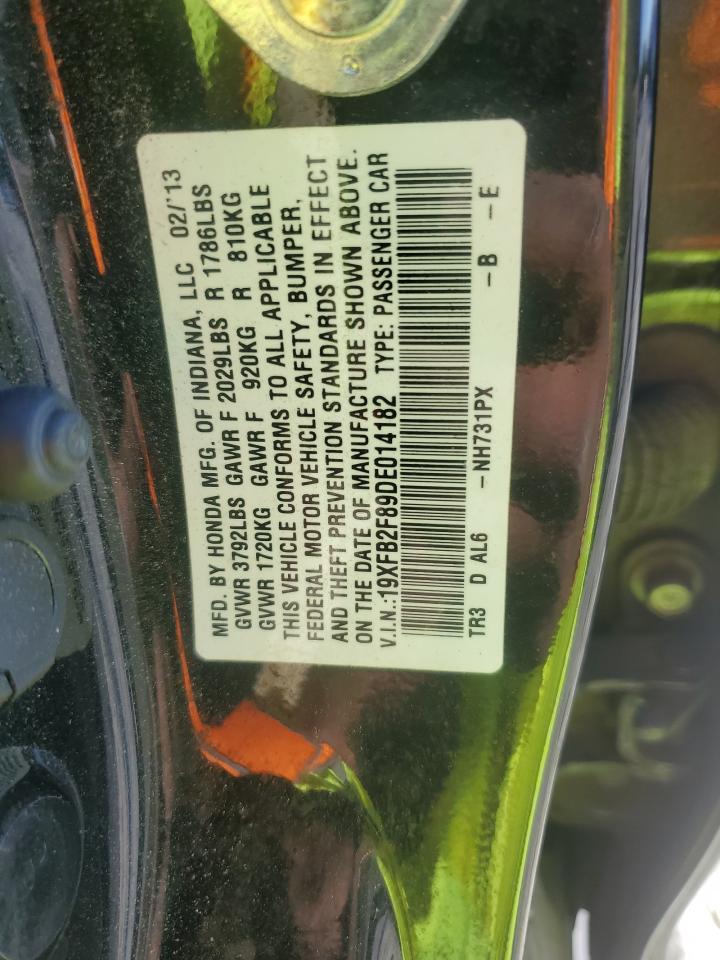 MFD. BY HONDA MFG. OF INDIANA, LLC 02/'13
GVWR 3792LBS GAWR F 2029LBS R 1786LBS
GVWR 1720KG GAWR F 920KG R 810KG
THIS VEHICLE CONFORMS TO ALL APPLICABLE
FEDERAL MOTOR VEHICLE SAFETY, BUMPER,
AND THEFT PREVENTION STANDARDS IN EFFECT
ON THE DATE OF MANUFACTURE SHOWN ABOVE.
V.I.N.:19XFB2F89DE014182 TYPE: PASSENGER CAR
TR3 D AL6 -NH731PX -B -E